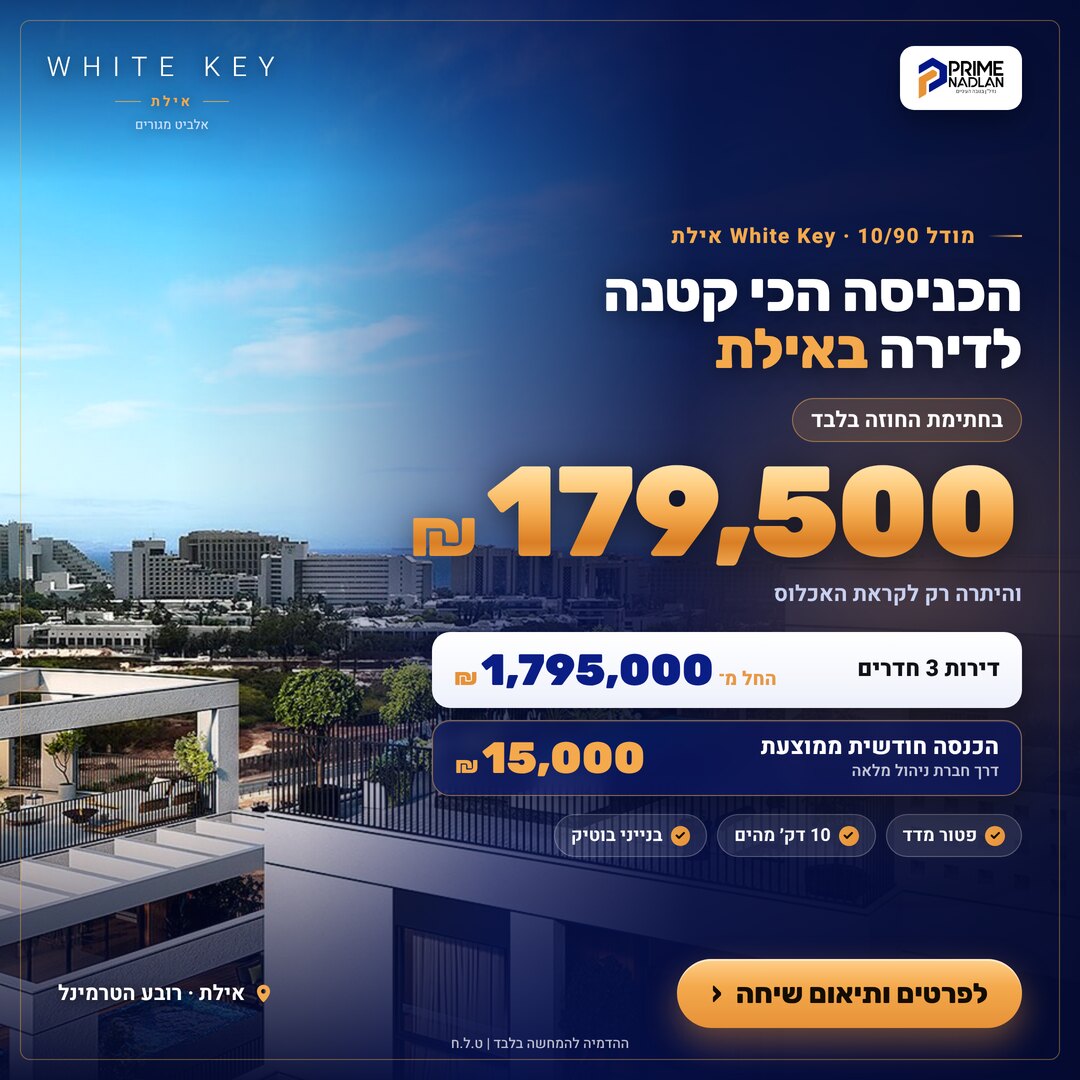 WHITE KEY
אילת
אלביט מגורים
PRIME
NADLAN
נדל"ן בגובה העיניים
מודל 10/90 · White Key אילת
הכניסה הכי קטנה
לדירה באילת
בחתימת החוזה בלבד
179,500 ₪
והיתרה רק לקראת האכלוס
דירות 3 חדרים
החל מ־ 1,795,000 ₪
הכנסה חודשית ממוצעת
דרך חברת ניהול מלאה
15,000 ₪
פטור מדד
10 דק׳ מהים
בנייני בוטיק
אילת · רובע הטרמינל
לפרטים ותיאום שיחה ›
ההדמיה להמחשה בלבד | ט.ל.ח